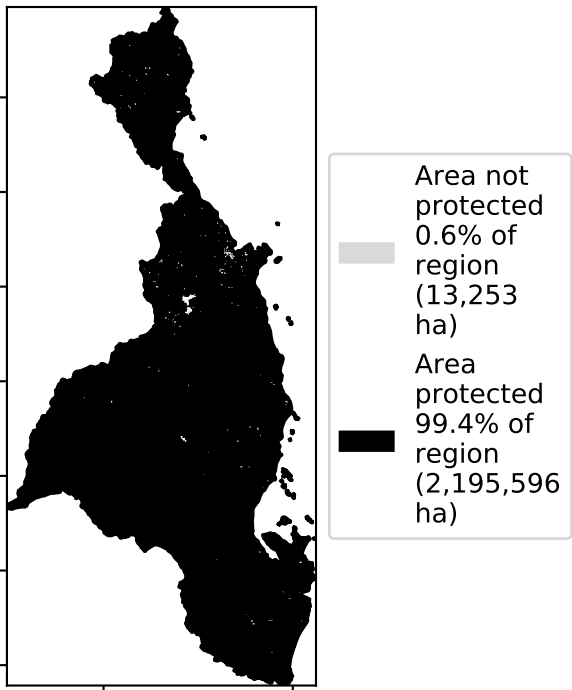 Area not
protected
0.6% of
region
(13,253
ha)
Area
protected
99.4% of
region
(2,195,596
ha)